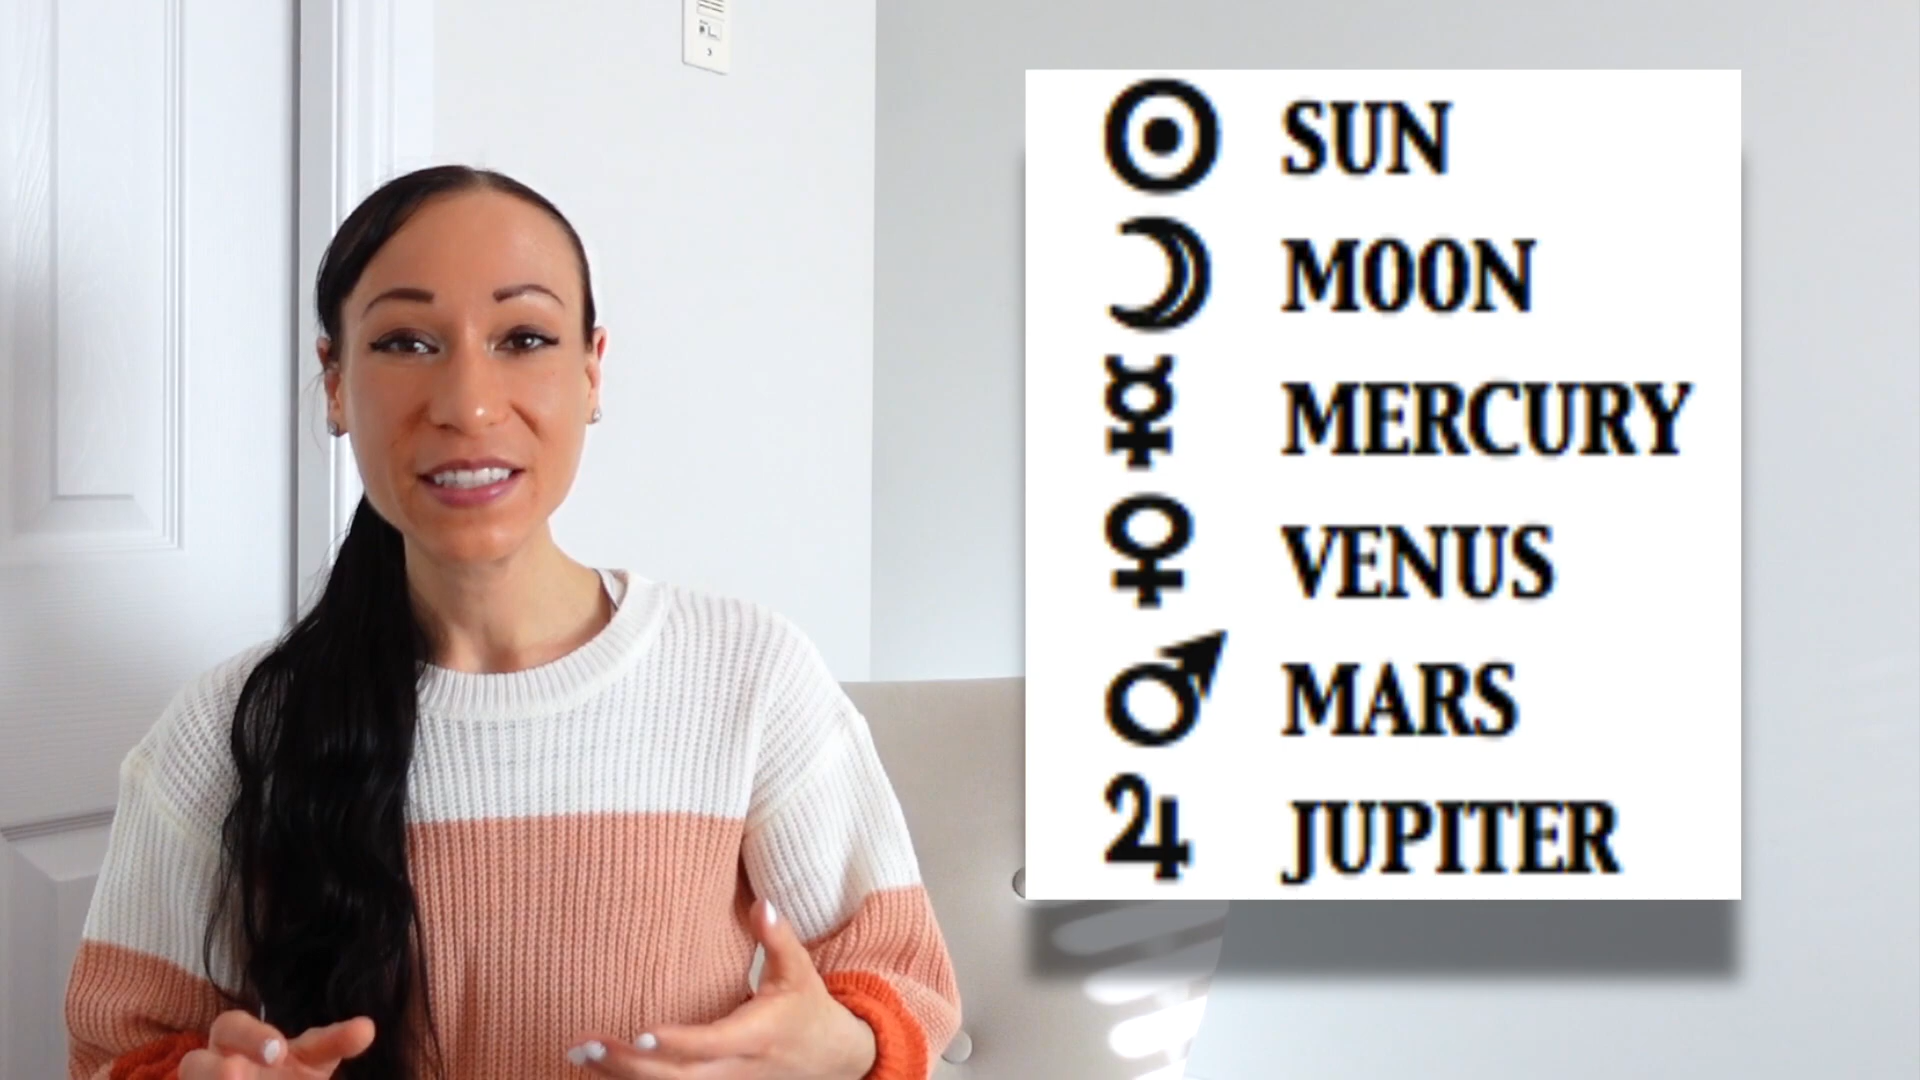 ☉ SUN
☽ MOON
☿ MERCURY
♀ VENUS
♂ MARS
♃ JUPITER